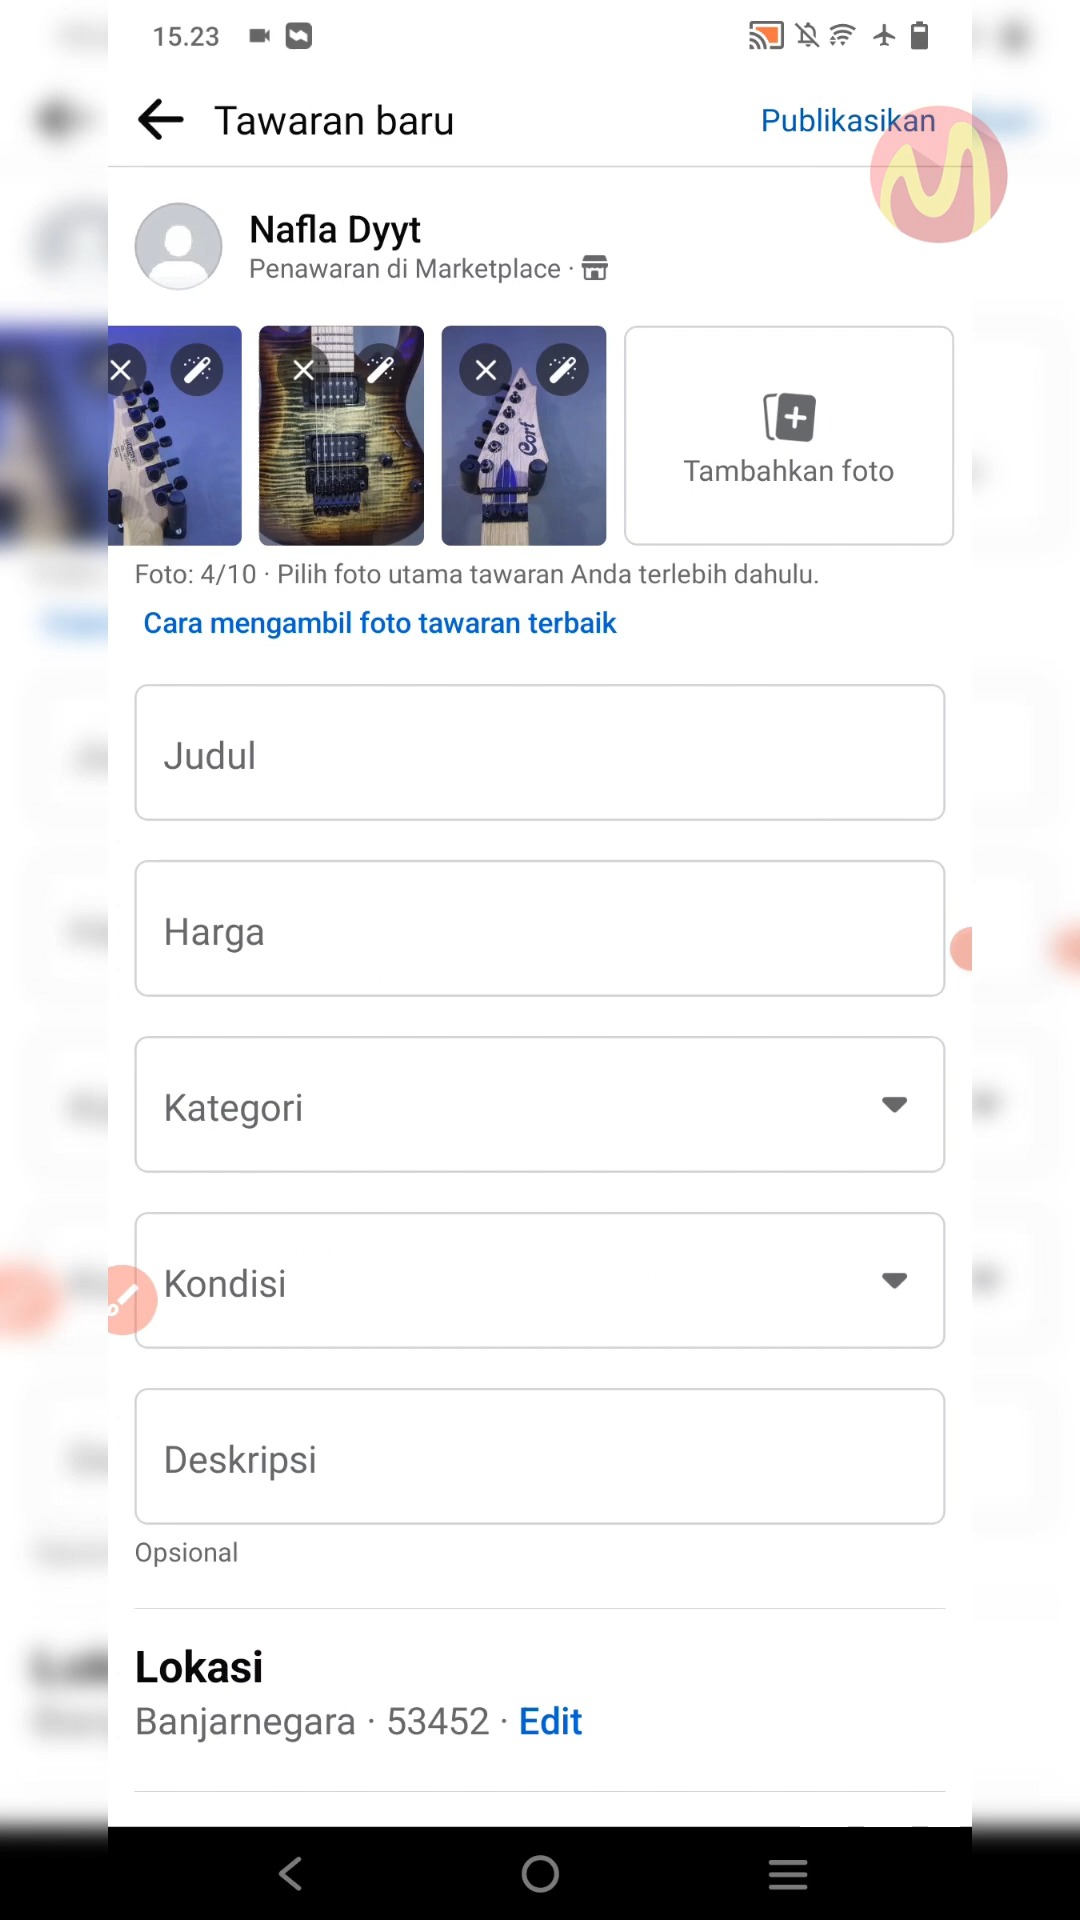 15.23
Tawaran baru
Publikasikan
Nafla Dyyt
Penawaran di Marketplace ·
Cort
Tambahkan foto
Foto: 4/10 · Pilih foto utama tawaran Anda terlebih dahulu.
Cara mengambil foto tawaran terbaik
Judul
Harga
Kategori
Kondisi
Deskripsi
Opsional
Lokasi
Banjarnegara · 53452 · Edit